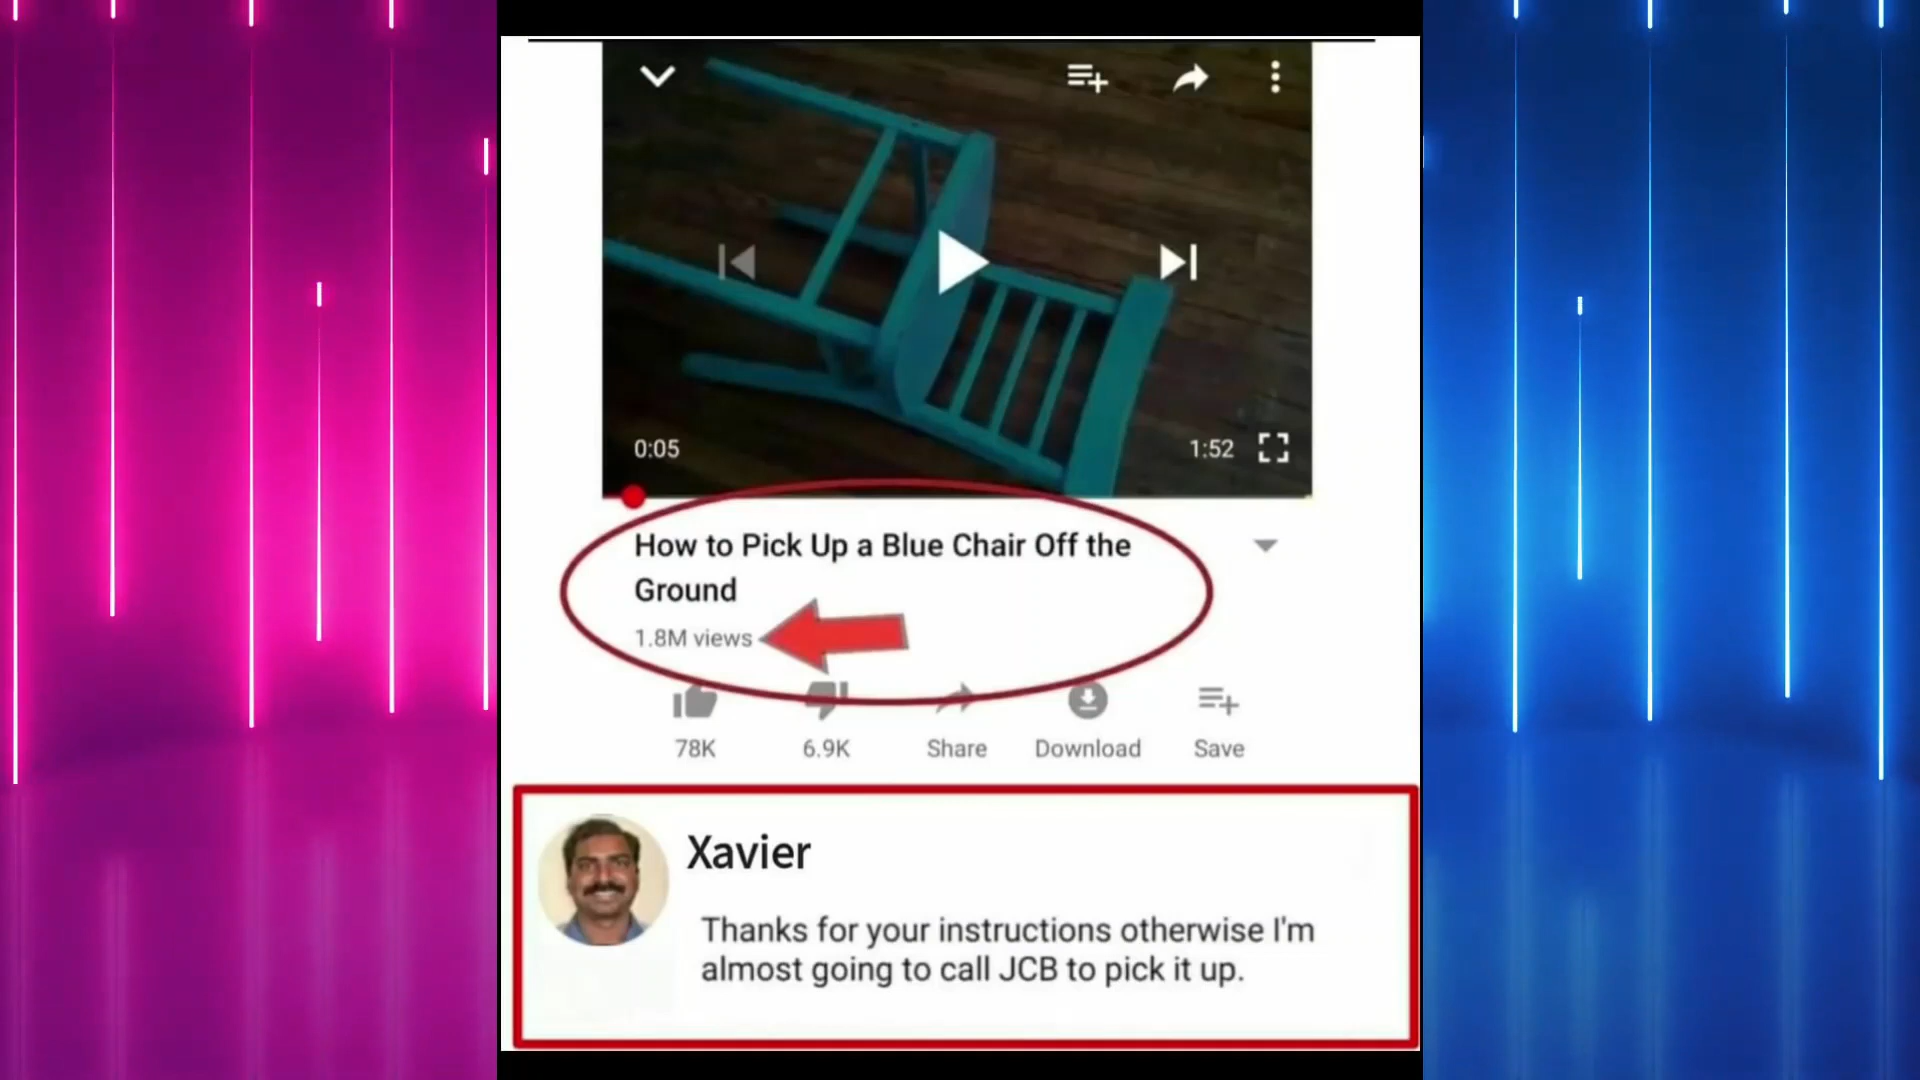 0:05
1:52
How to Pick Up a Blue Chair Off the
Ground
1.8M views
78K
6.9K
Share
Download
Save
Xavier
Thanks for your instructions otherwise I'm
almost going to call JCB to pick it up.